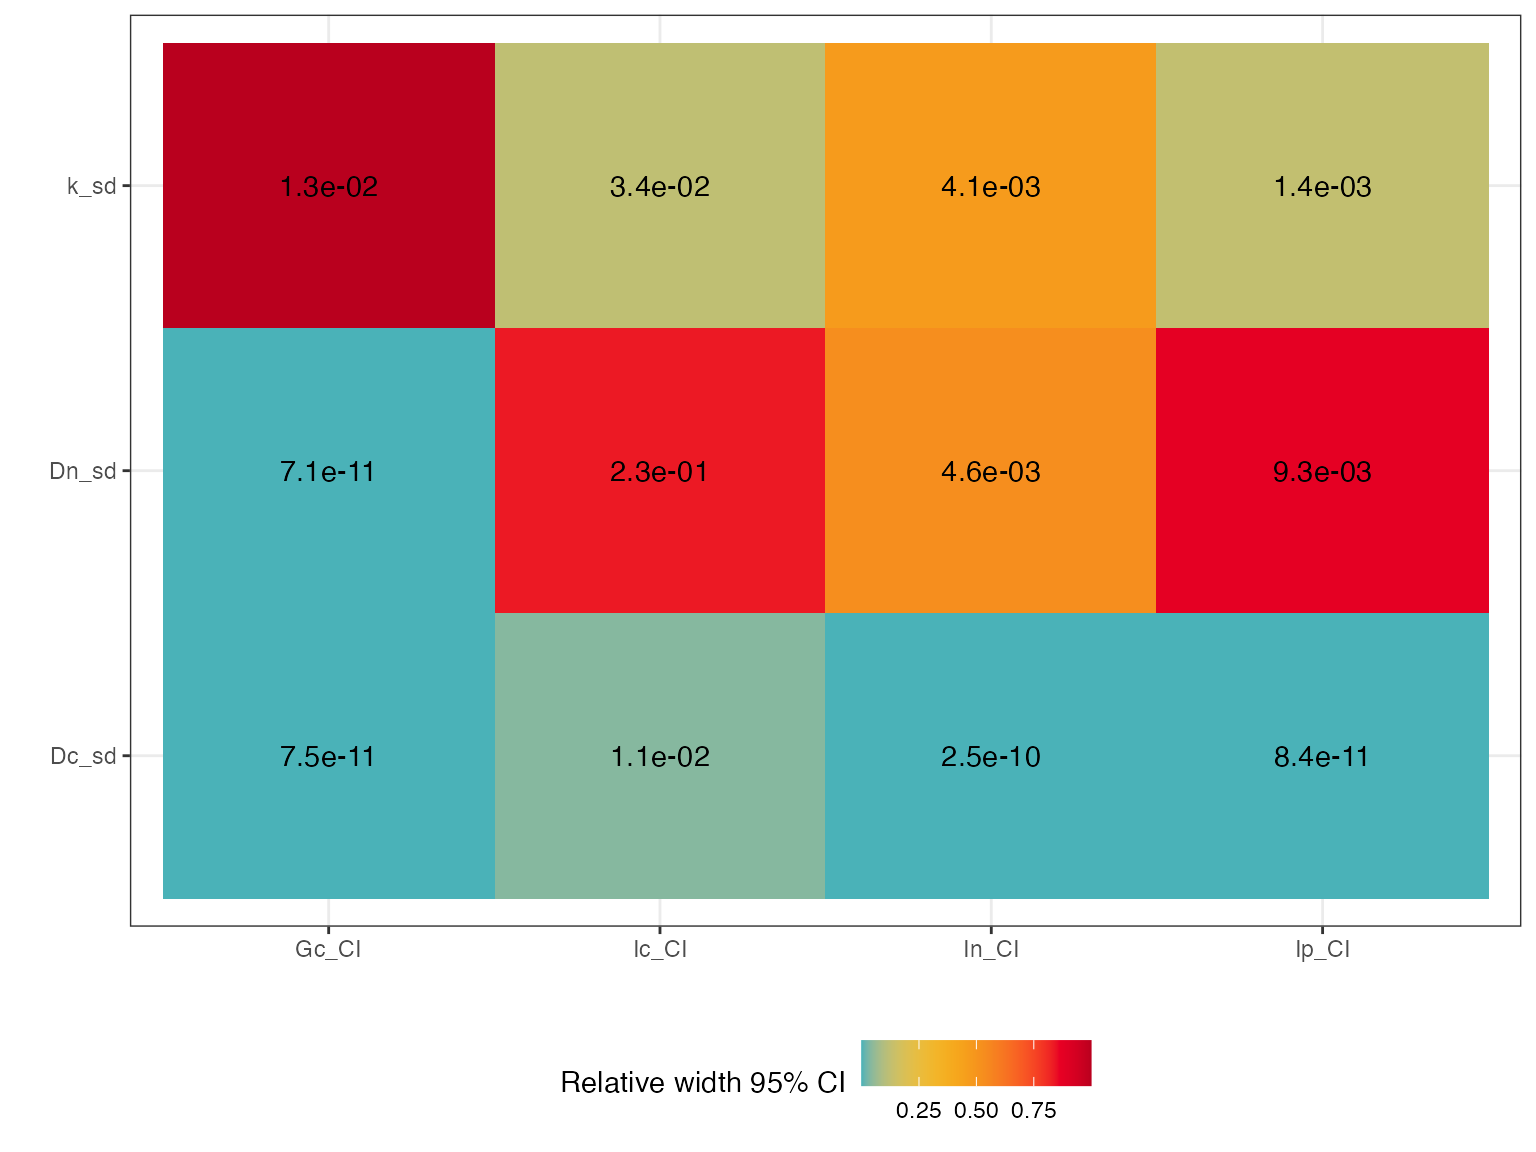 k_sd
1.3e-02 3.4e-02 4.1e-03 1.4e-03
Dn_sd
7.1e-11 2.3e-01 4.6e-03 9.3e-03
Dc_sd
7.5e-11 1.1e-02 2.5e-10 8.4e-11
Gc_CI Ic_CI In_CI Ip_CI
Relative width 95% CI
0.25 0.50 0.75